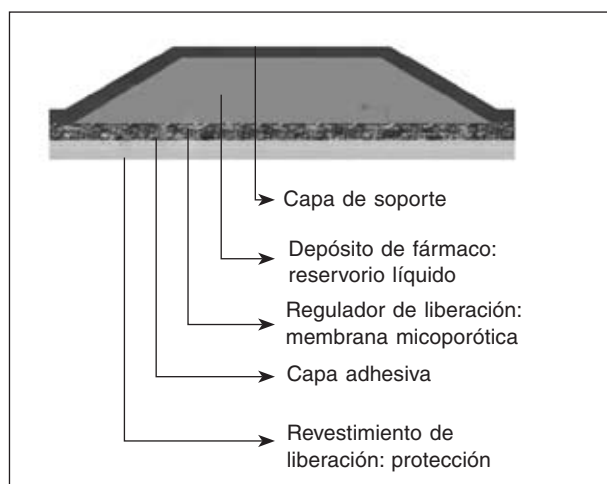 Capa de soporte
Depósito de fármaco:
reservorio líquido
Regulador de liberación:
membrana micoporótica
Capa adhesiva
Revestimiento de
liberación: protección